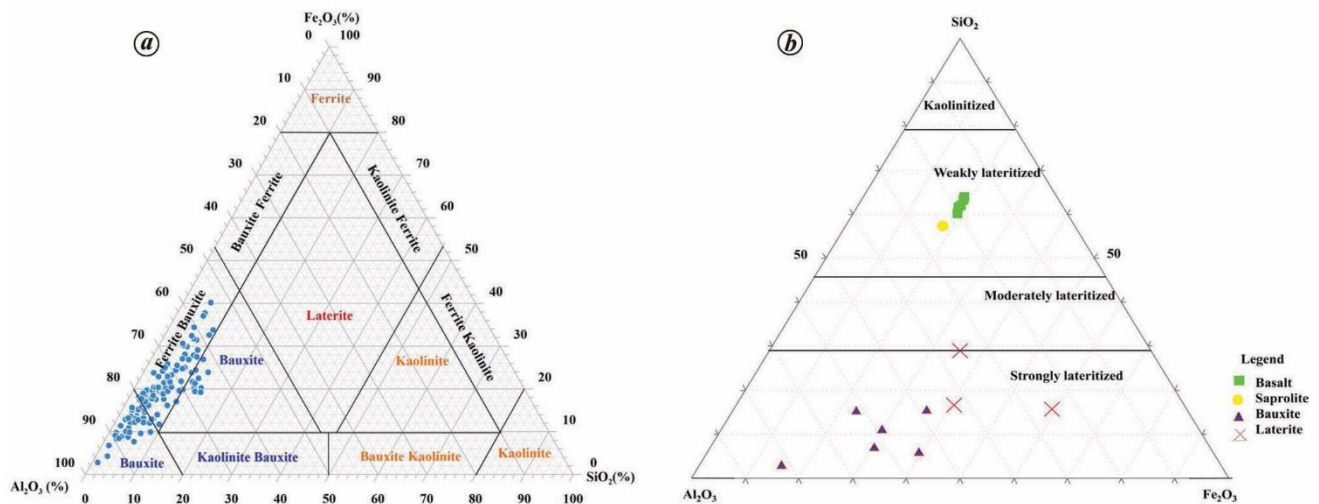 a
Fe₂O₃(%)
0 100
10 90
Ferrite
20 80
30 70
Bauxite Ferrite
Kaolinite Ferrite
40 60
50 50
60 40
Ferrite Bauxite
Laterite
Ferrite Kaolinite
70 30
Bauxite
Kaolinite
80 20
90 10
Bauxite
Kaolinite Bauxite
Bauxite Kaolinite
Kaolinite
100 0
Al₂O₃ (%)
SiO₂(%)
0 10 20 30 40 50 60 70 80 90 100
b
SiO₂
Kaolinitized
Weakly lateritized
50 50
Moderately lateritized
Strongly lateritized
Al₂O₃
Fe₂O₃
Legend
Basalt
Saprolite
Bauxite
Laterite